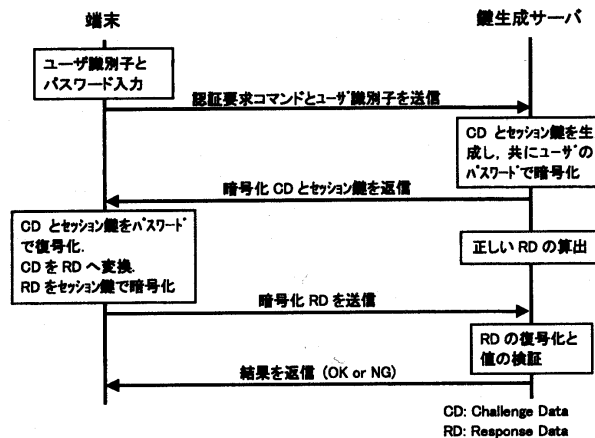 端末
鍵生成サーバ
ユーザ識別子と
パスワード入力
認証要求コマンドとユーザ識別子を送信
CD とセッション鍵を生
成し, 共にユーザの
パスワードで暗号化
暗号化 CD とセッション鍵を返信
CD とセッション鍵をパスワード
で復号化.
CD を RD へ変換.
RD をセッション鍵で暗号化
正しい RD の算出
暗号化 RD を送信
RD の復号化と
値の検証
結果を返信 (OK or NG)
CD: Challenge Data
RD: Response Data